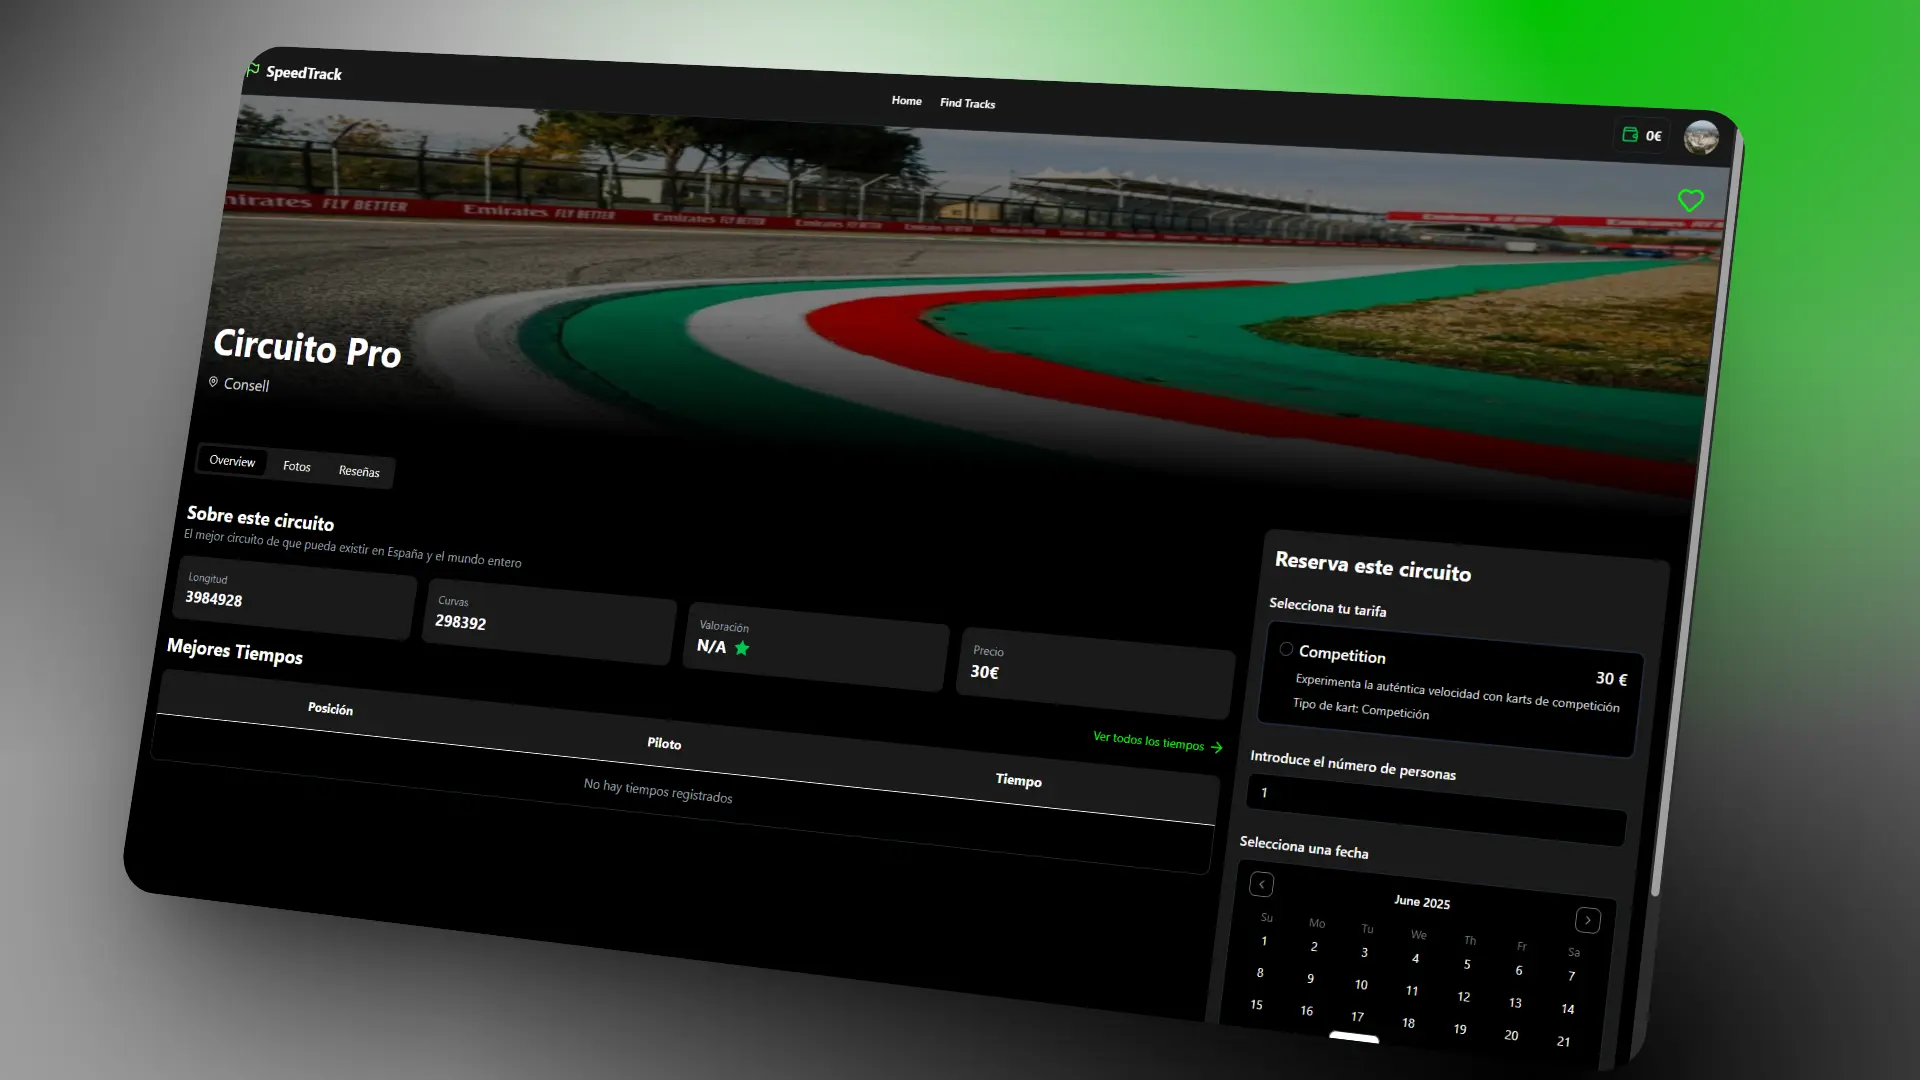 SpeedTrack
Home
Find Tracks
0€
Emirates FLY BETTER
Emirates FLY BETTER
Emirates FLY BETTER
Emirates FLY BETTER
Circuito Pro
Consell
Overview
Fotos
Reseñas
Sobre este circuito
El mejor circuito de que pueda existir en España y el mundo entero
Longitud
3984928
Curvas
298392
Valoración
N/A
Precio
30€
Mejores Tiempos
Ver todos los tiempos
Posición
Piloto
Tiempo
No hay tiempos registrados
Reserva este circuito
Selecciona tu tarifa
Competition
30 €
Experimenta la auténtica velocidad con karts de competición
Tipo de kart: Competición
Introduce el número de personas
1
Selecciona una fecha
June 2025
Su Mo Tu We Th Fr Sa
1 2 3 4 5 6 7
8 9 10 11 12 13 14
15 16 17 18 19 20 21